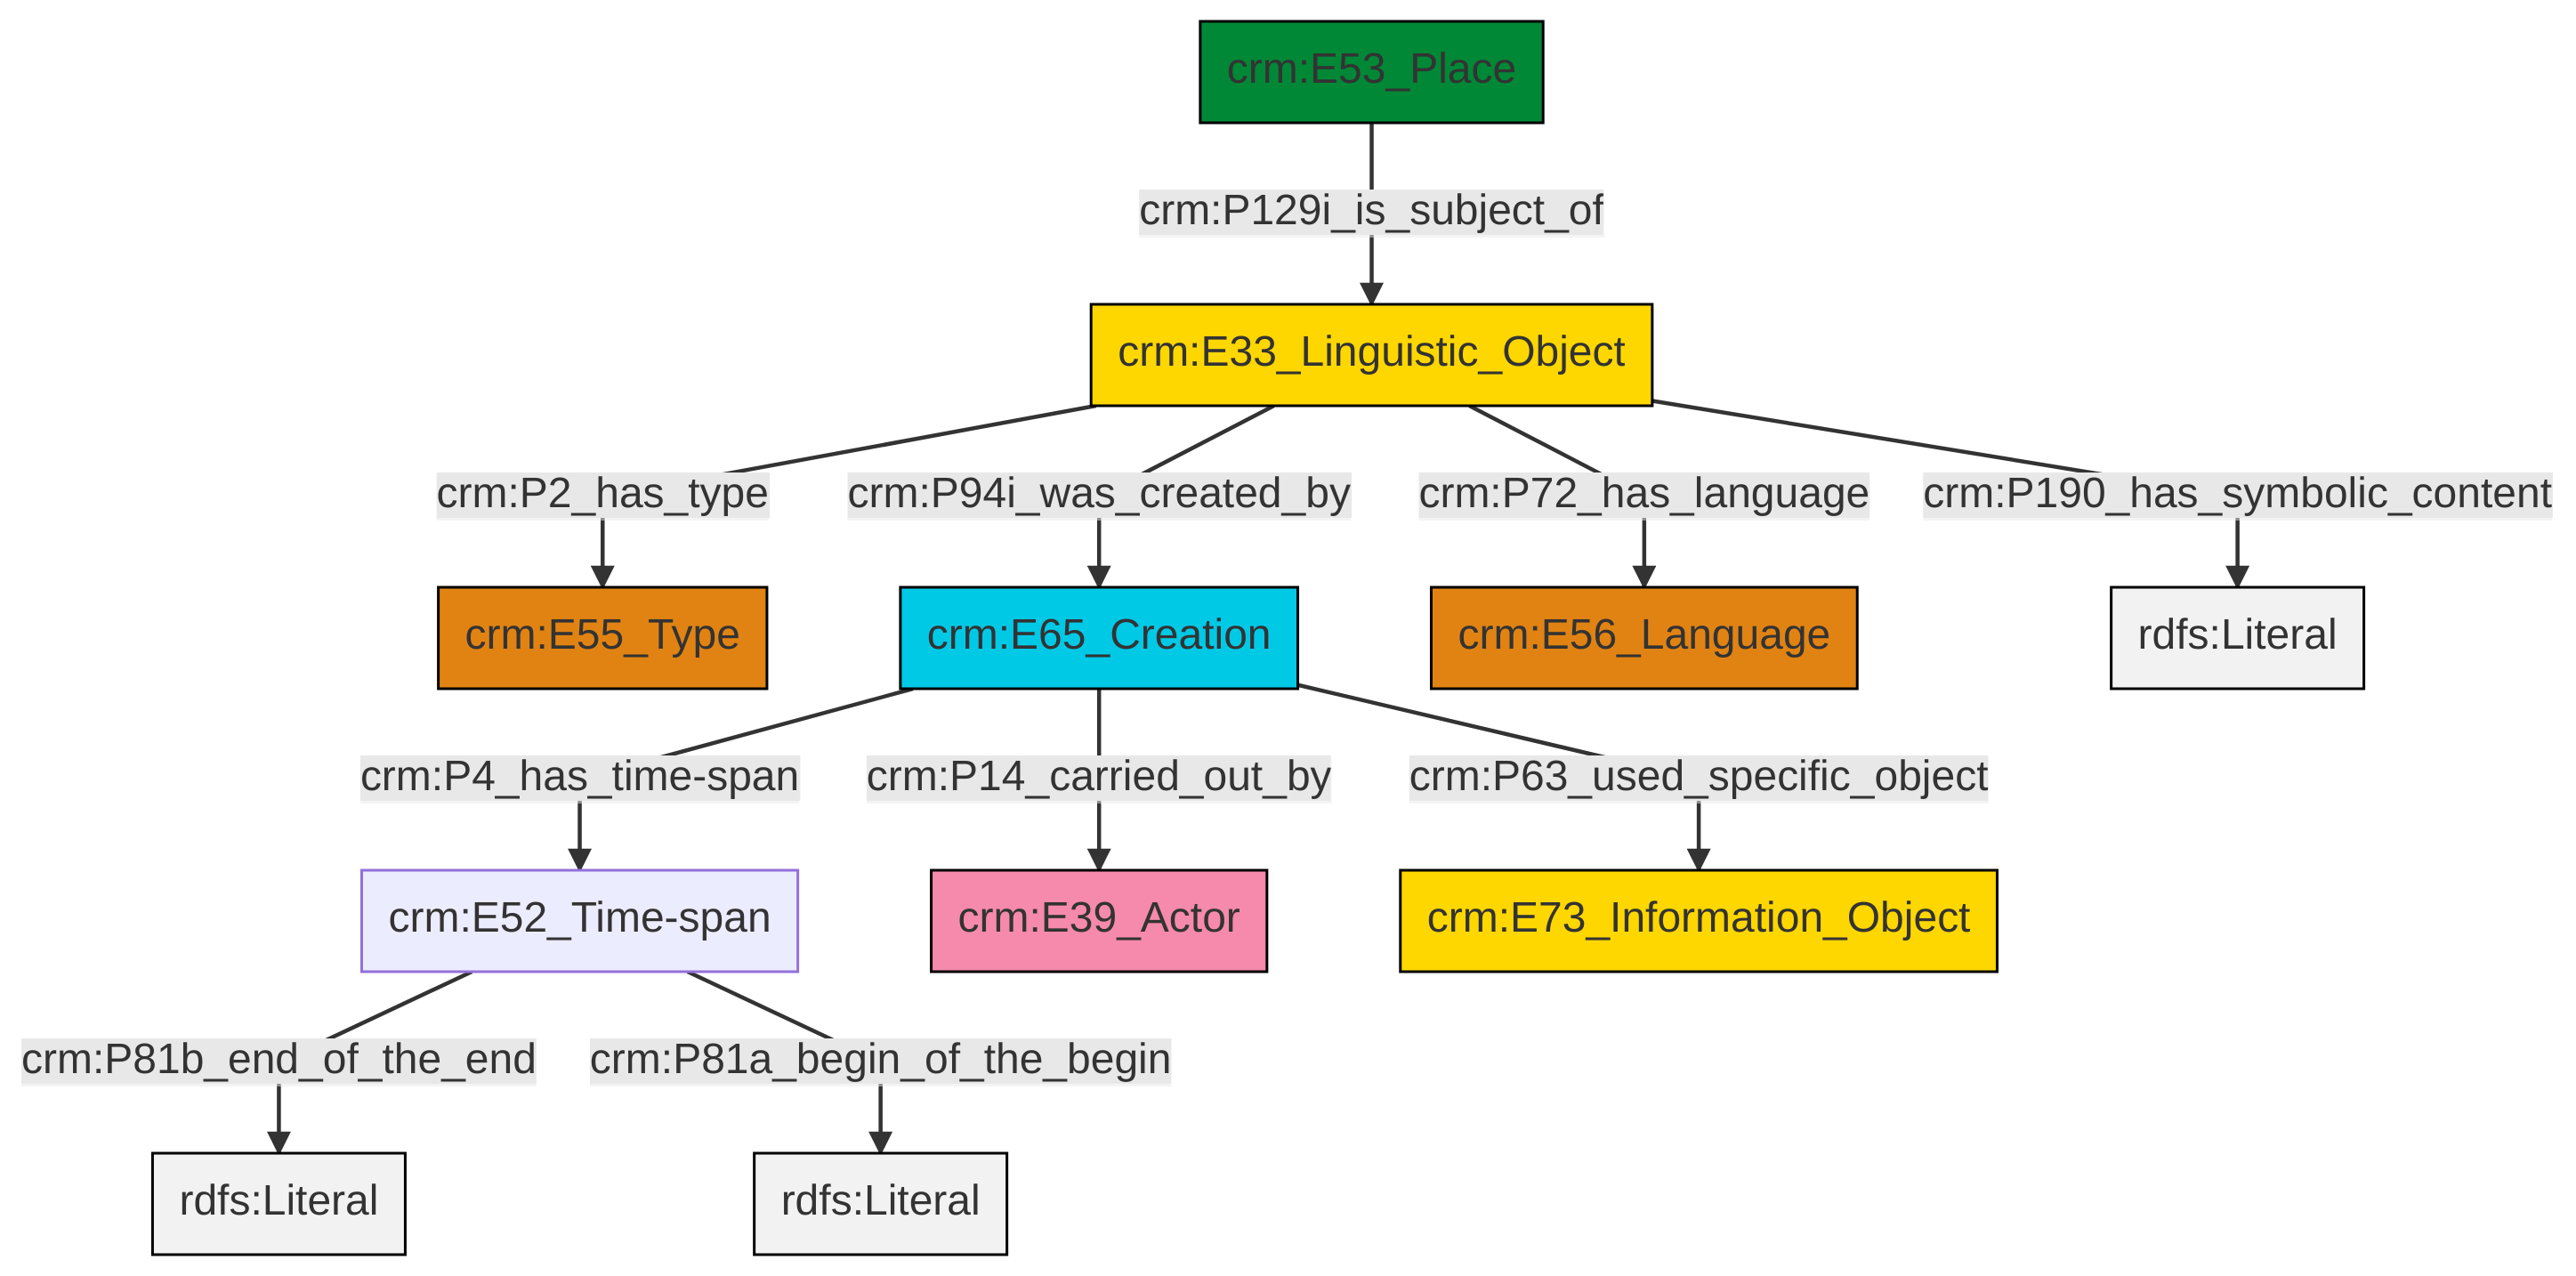 crm:E53_Place
crm:P129i_is_subject_of
crm:E33_Linguistic_Object
crm:P2_has_type
crm:P94i_was_created_by
crm:P72_has_language
crm:P190_has_symbolic_content
crm:E55_Type
crm:E65_Creation
crm:E56_Language
rdfs:Literal
crm:P4_has_time-span
crm:P14_carried_out_by
crm:P63_used_specific_object
crm:E52_Time-span
crm:E39_Actor
crm:E73_Information_Object
crm:P81b_end_of_the_end
crm:P81a_begin_of_the_begin
rdfs:Literal
rdfs:Literal